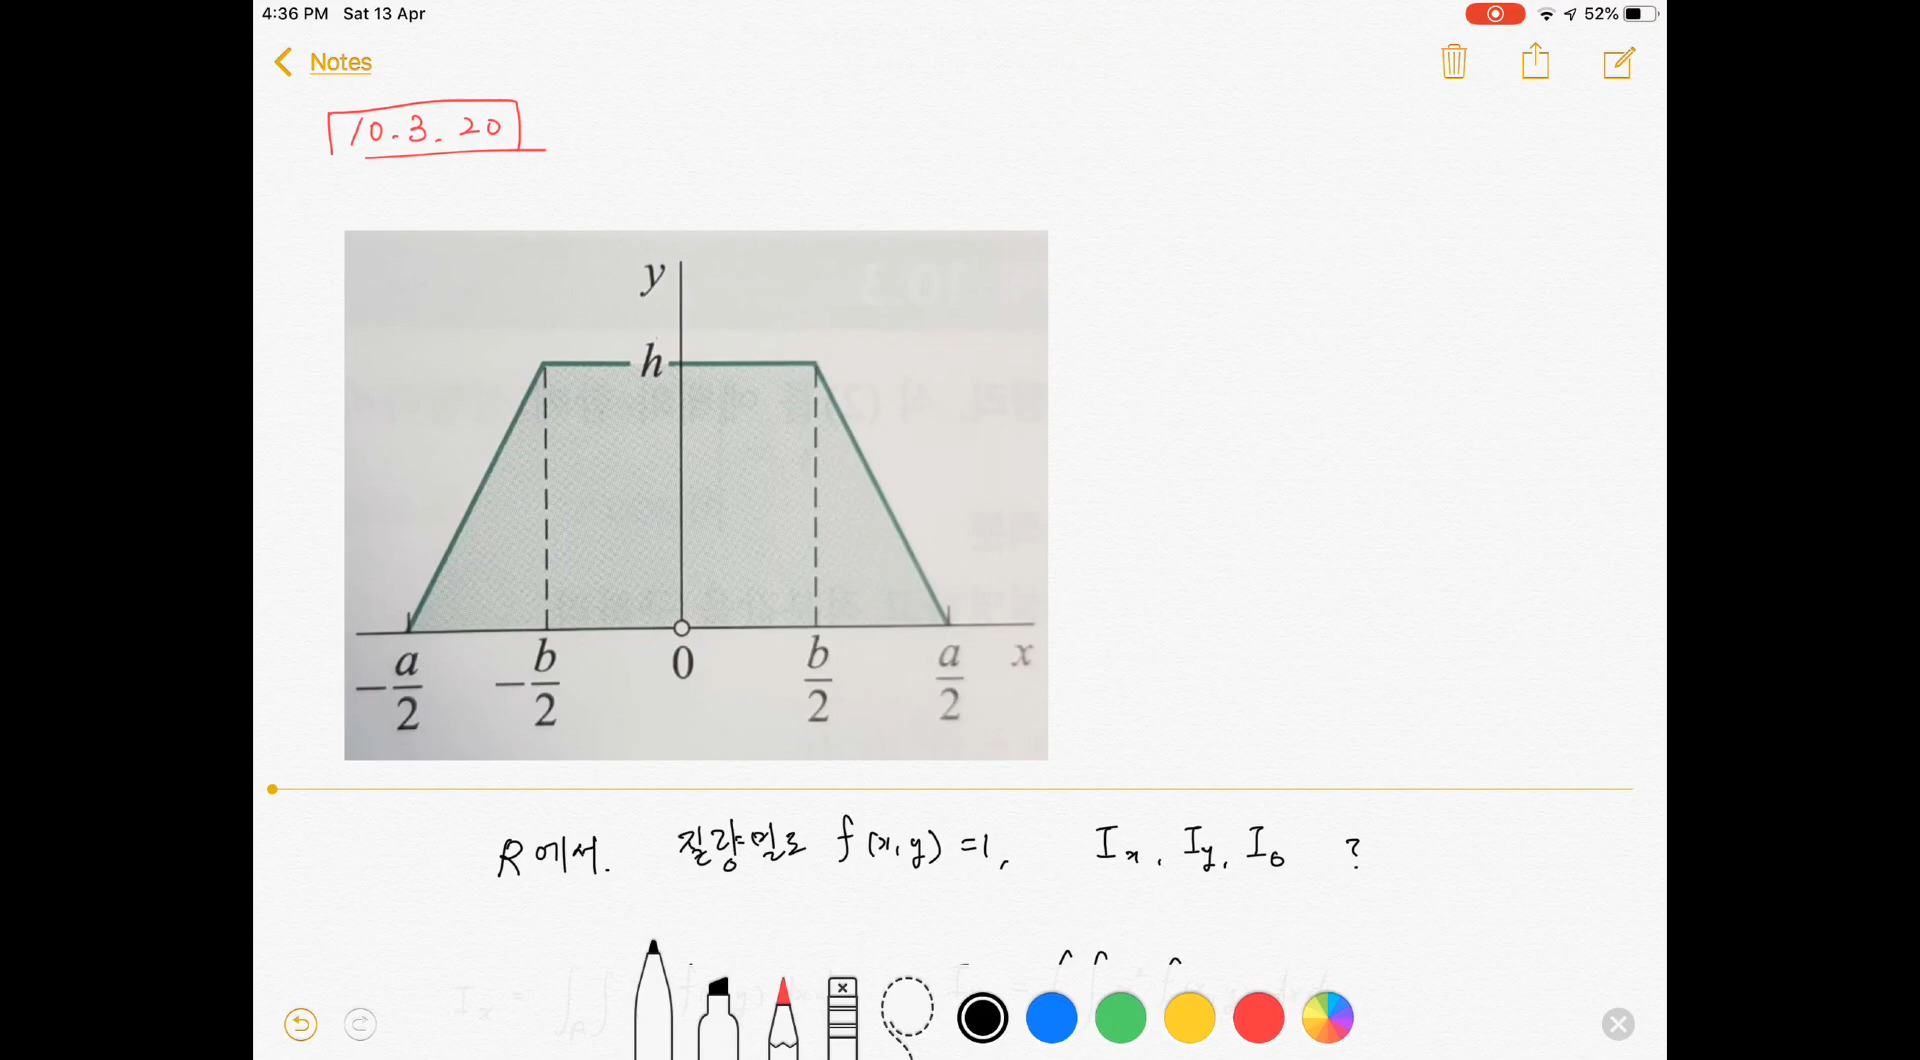 4:36 PM Sat 13 Apr
52%
Notes
10.3.20
y
h
-a/2
-b/2
0
b/2
a/2
x
R에서. 질량밀도 f(x,y)=1, Ix, Iy, I0 ?